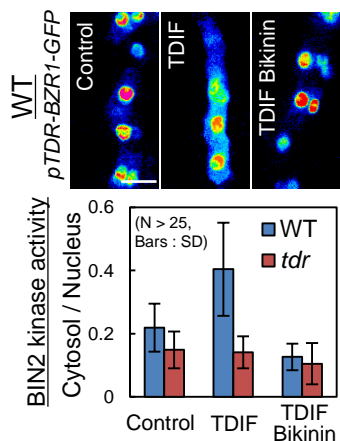 WT
pTDR-BZR1-GFP
Control
TDIF
TDIF Bikinin
BIN2 kinase activity
Cytosol / Nucleus
0.6
0.4
0.2
0
(N > 25,
Bars : SD)
WT
tdr
Control
TDIF
TDIF
Bikinin